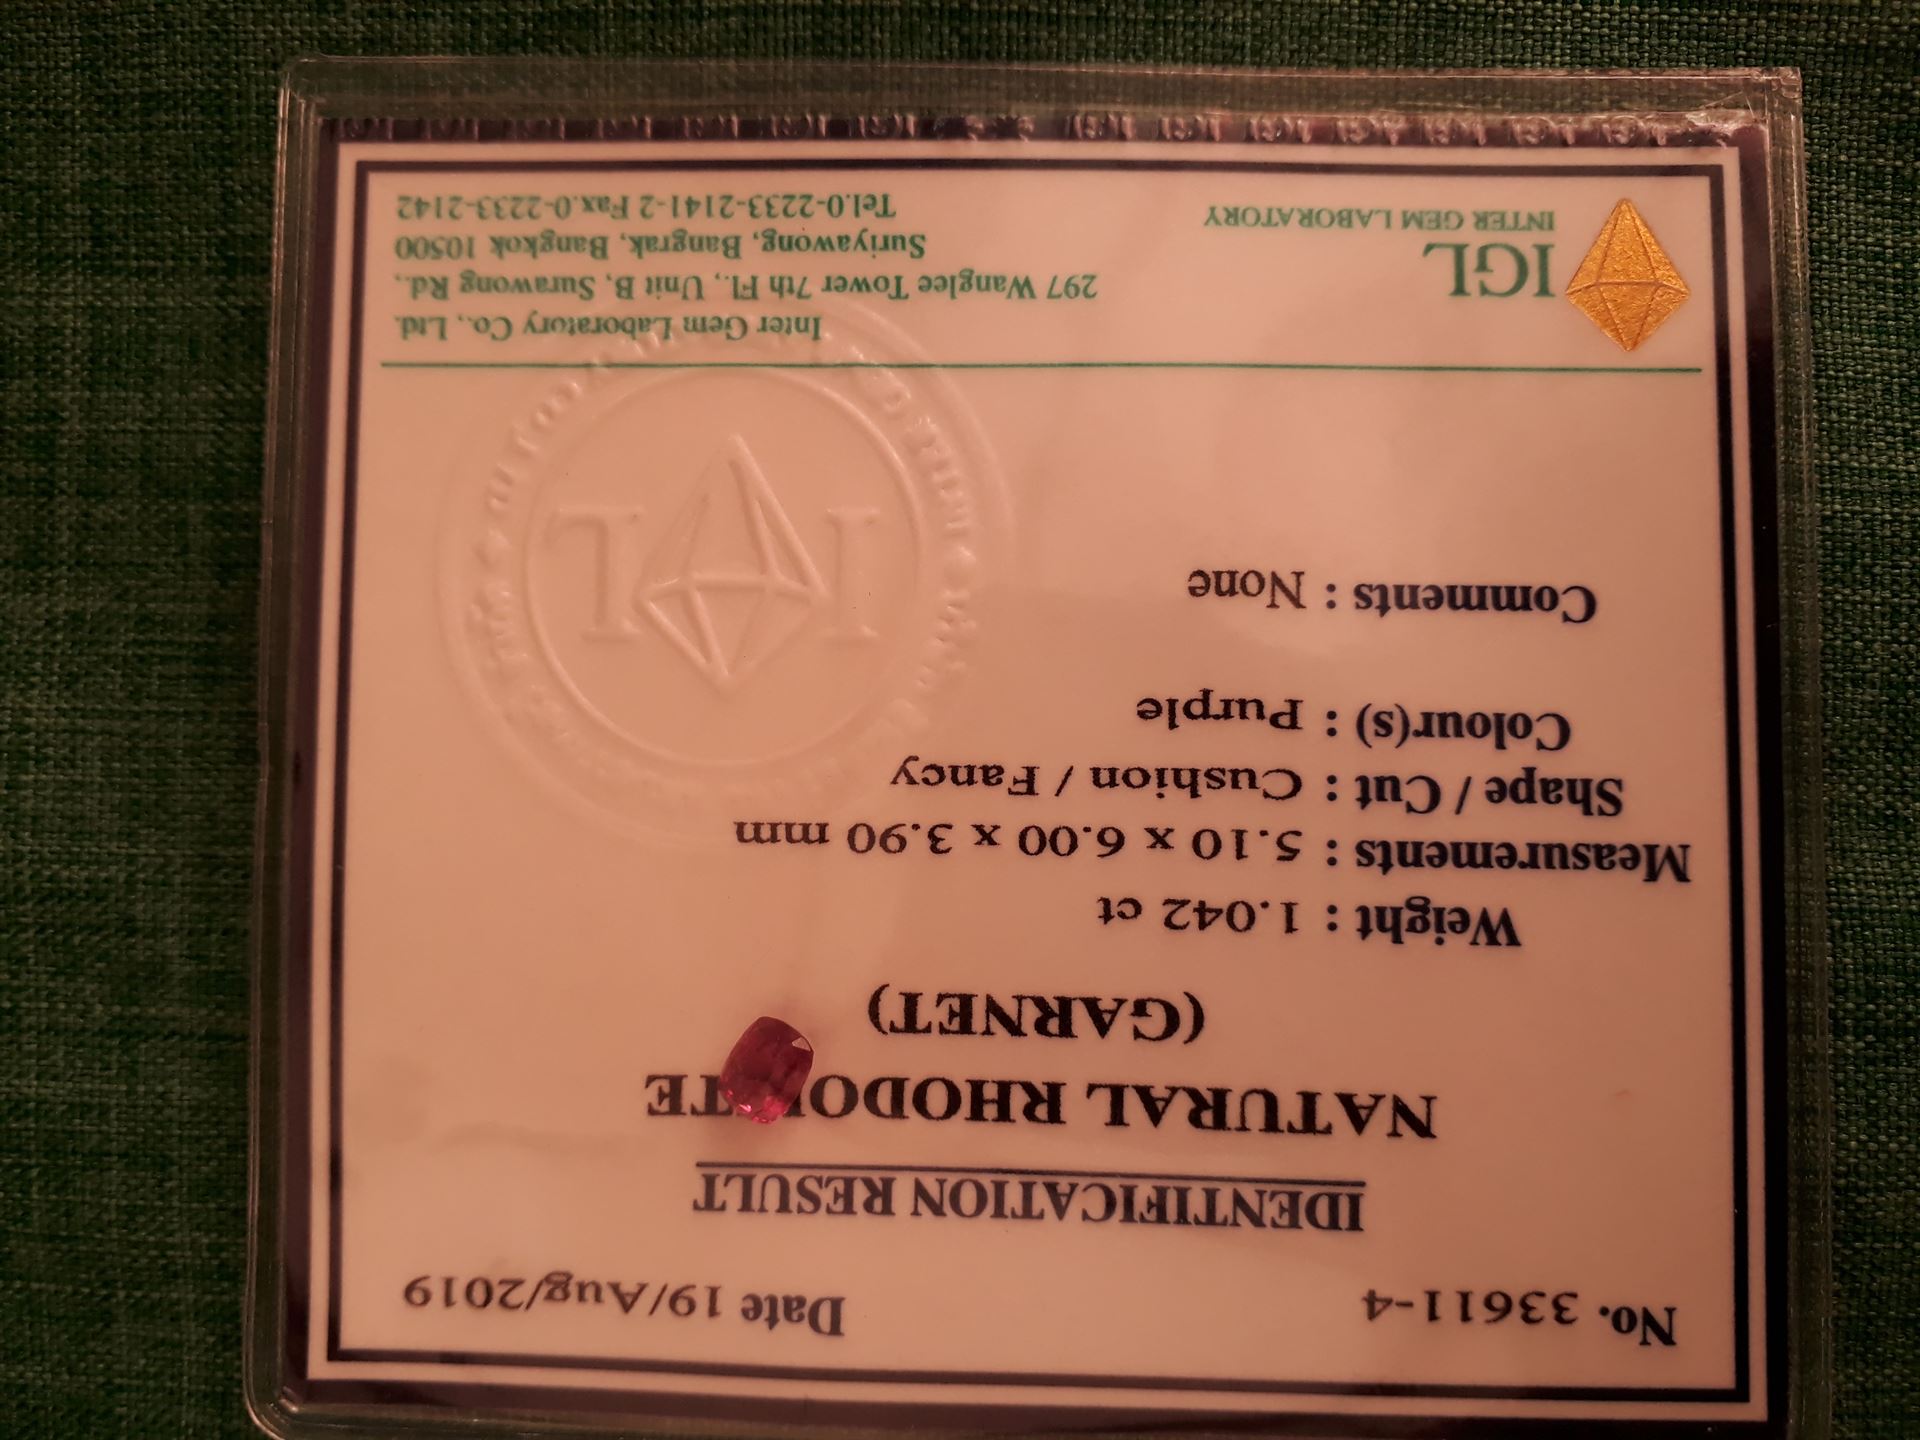 No. 33611-4 Date 19/Aug/2019
IDENTIFICATION RESULT
NATURAL RHODOLITE
(GARNET)
Weight : 1.042 ct
Measurements : 5.10 x 6.00 x 3.90 mm
Shape / Cut : Cushion / Fancy
Colour(s) : Purple
Comments : None
IGL
INTER GEM LABORATORY
Inter Gem Laboratory Co., Ltd.
297 Wanglee Tower 7th Fl., Unit B, Surawong Rd.,
Suriyawong, Bangrak, Bangkok 10500
Tel.0-2233-2141-2 Fax.0-2233-2142